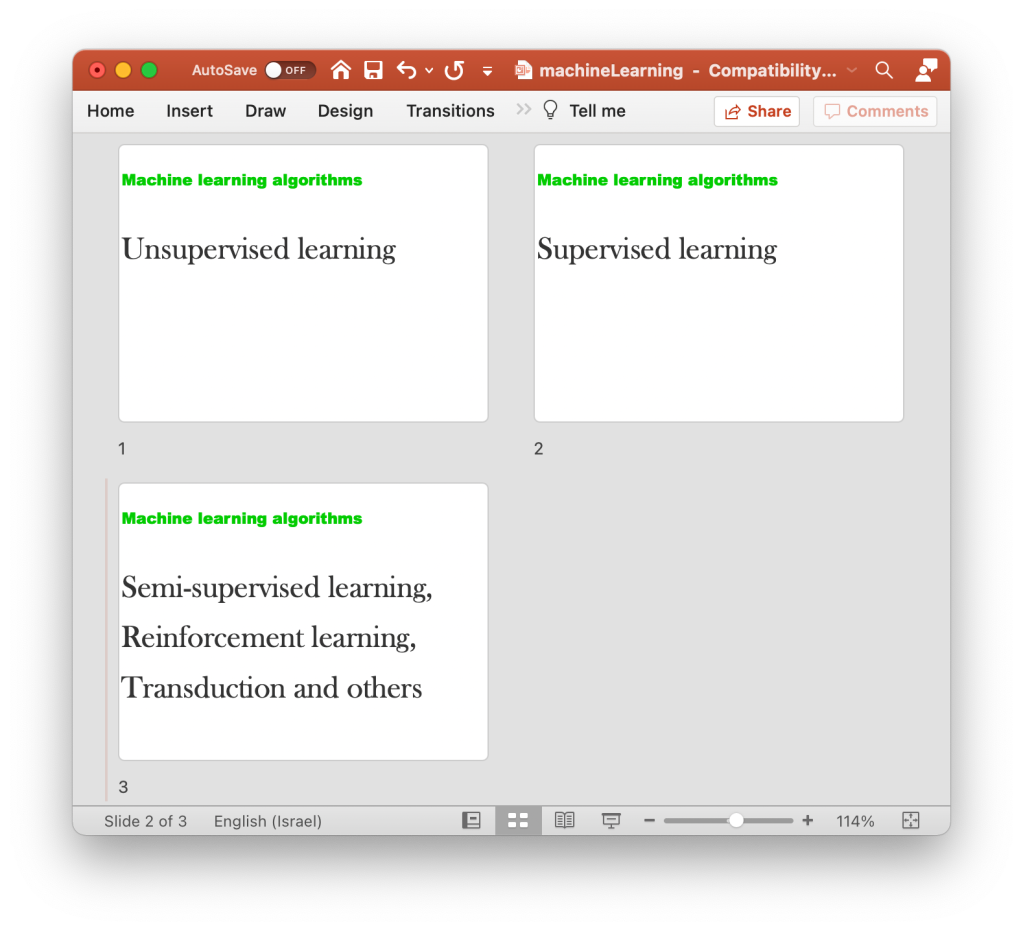 AutoSave OFF machineLearning - Compatibility...
Home Insert Draw Design Transitions Tell me Share Comments
Machine learning algorithms
Unsupervised learning
1
Machine learning algorithms
Supervised learning
2
Machine learning algorithms
Semi-supervised learning,
Reinforcement learning,
Transduction and others
3
Slide 2 of 3 English (Israel) 114%